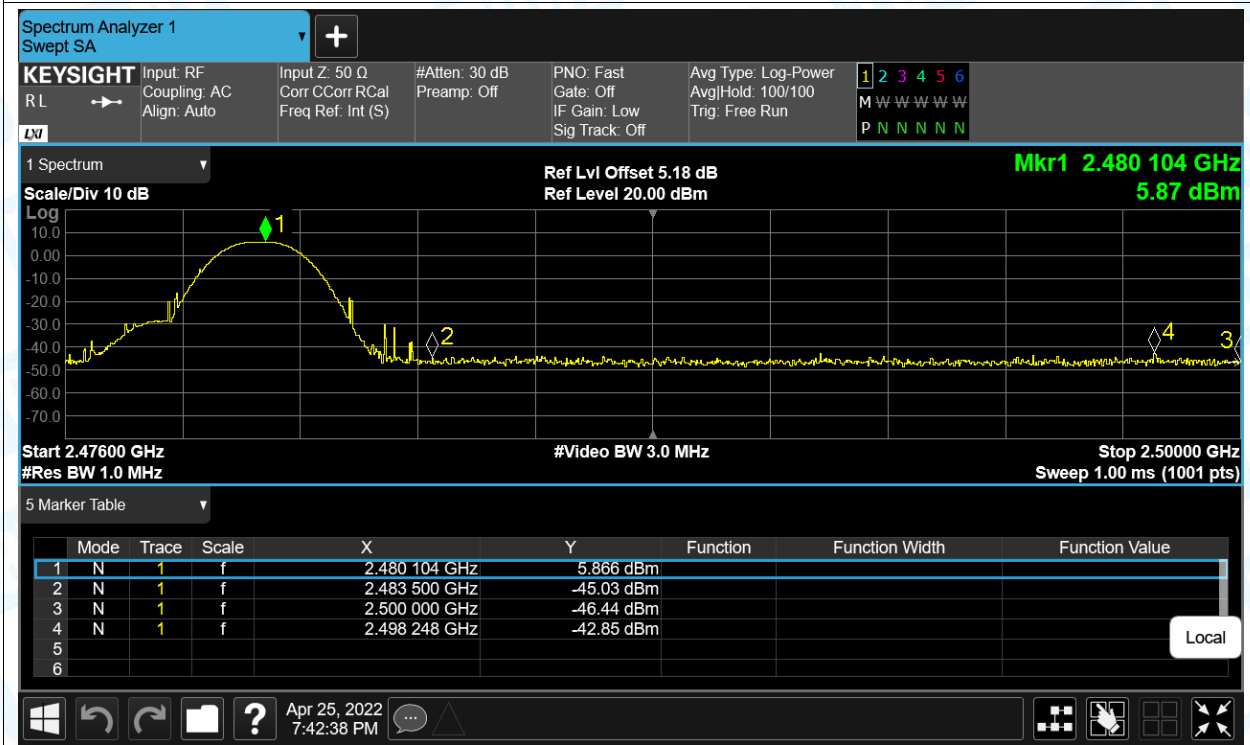 Spectrum Analyzer 1
Swept SA
KEYSIGHT
R L
LXI
Input: RF
Coupling: AC
Align: Auto
Input Z: 50 Ω
Corr CCorr RCal
Freq Ref: Int (S)
#Atten: 30 dB
Preamp: Off
PNO: Fast
Gate: Off
IF Gain: Low
Sig Track: Off
Avg Type: Log-Power
Avg|Hold: 100/100
Trig: Free Run
1 2 3 4 5 6
M W W W W W
P N N N N N
1 Spectrum
Scale/Div 10 dB
Ref Lvl Offset 5.18 dB
Ref Level 20.00 dBm
Mkr1 2.480 104 GHz
5.87 dBm
Log
10.0
0.00
-10.0
-20.0
-30.0
-40.0
-50.0
-60.0
-70.0
1
2
4
3
Start 2.47600 GHz
#Video BW 3.0 MHz
Stop 2.50000 GHz
#Res BW 1.0 MHz
Sweep 1.00 ms (1001 pts)
5 Marker Table
Mode Trace Scale X Y Function Function Width Function Value
1 N 1 f 2.480 104 GHz 5.866 dBm
2 N 1 f 2.483 500 GHz -45.03 dBm
3 N 1 f 2.500 000 GHz -46.44 dBm
4 N 1 f 2.498 248 GHz -42.85 dBm
5
6
Local
?
Apr 25, 2022
7:42:38 PM